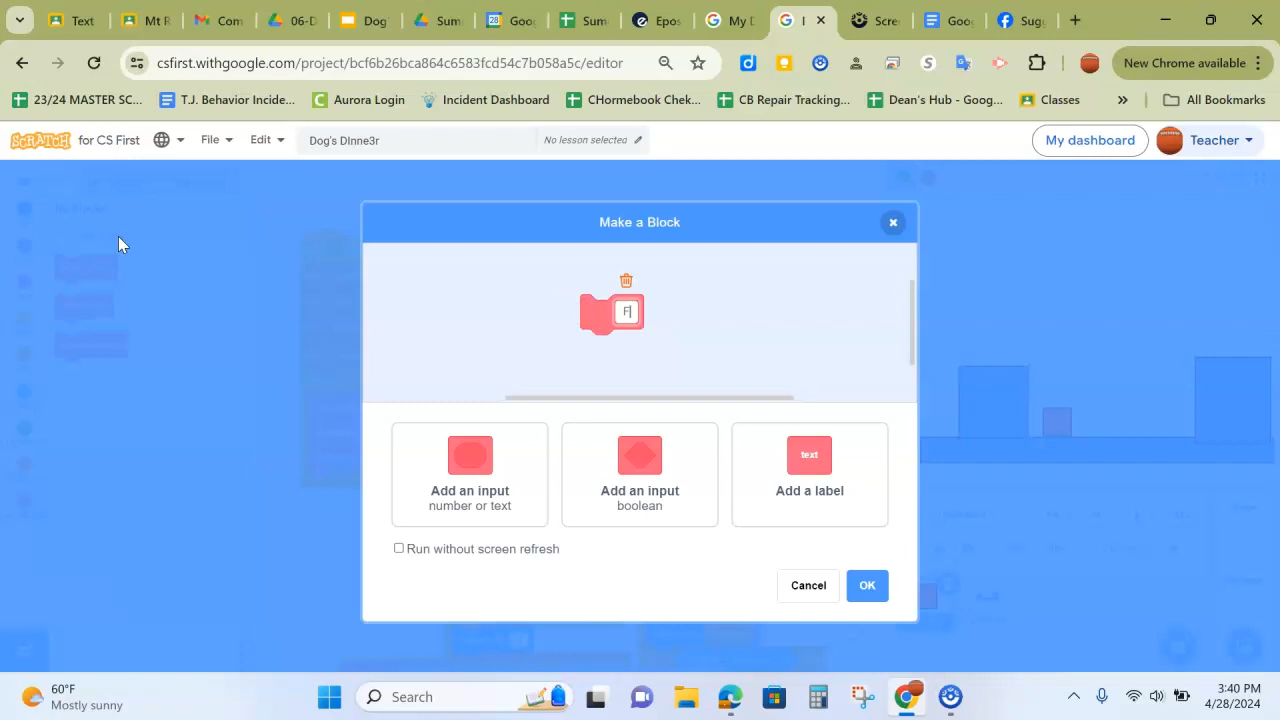 Text
Mt R
Com
06-D
Dog
Sum
Goo
Sum
Epos
My D
I
Scre
Goo
Sugg
csfirst.withgoogle.com/project/bcf6b26bca864c6583fcd54c7b058a5c/editor
New Chrome available
23/24 MASTER SC...
T.J. Behavior Incide...
Aurora Login
Incident Dashboard
CHormebook Chek...
CB Repair Tracking...
Dean's Hub - Goog...
Classes
»
All Bookmarks
SCRATCH for CS First
File
Edit
Dog's DInne3r
No lesson selected
My dashboard
Teacher
Make a Block
F
text
Add an input
number or text
Add an input
boolean
Add a label
Run without screen refresh
Cancel
OK
60°F
Mostly sunny
Search
3:40 PM
4/28/2024